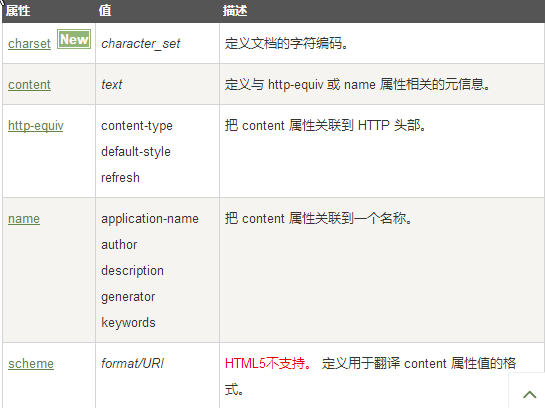 属性 值 描述
charset New character_set 定义文档的字符编码。
content text 定义与 http-equiv 或 name 属性相关的元信息。
http-equiv content-type 把 content 属性关联到 HTTP 头部。
default-style
refresh
name application-name 把 content 属性关联到一个名称。
author
description
generator
keywords
scheme format/URI HTML5不支持。 定义用于翻译 content 属性值的格
式。